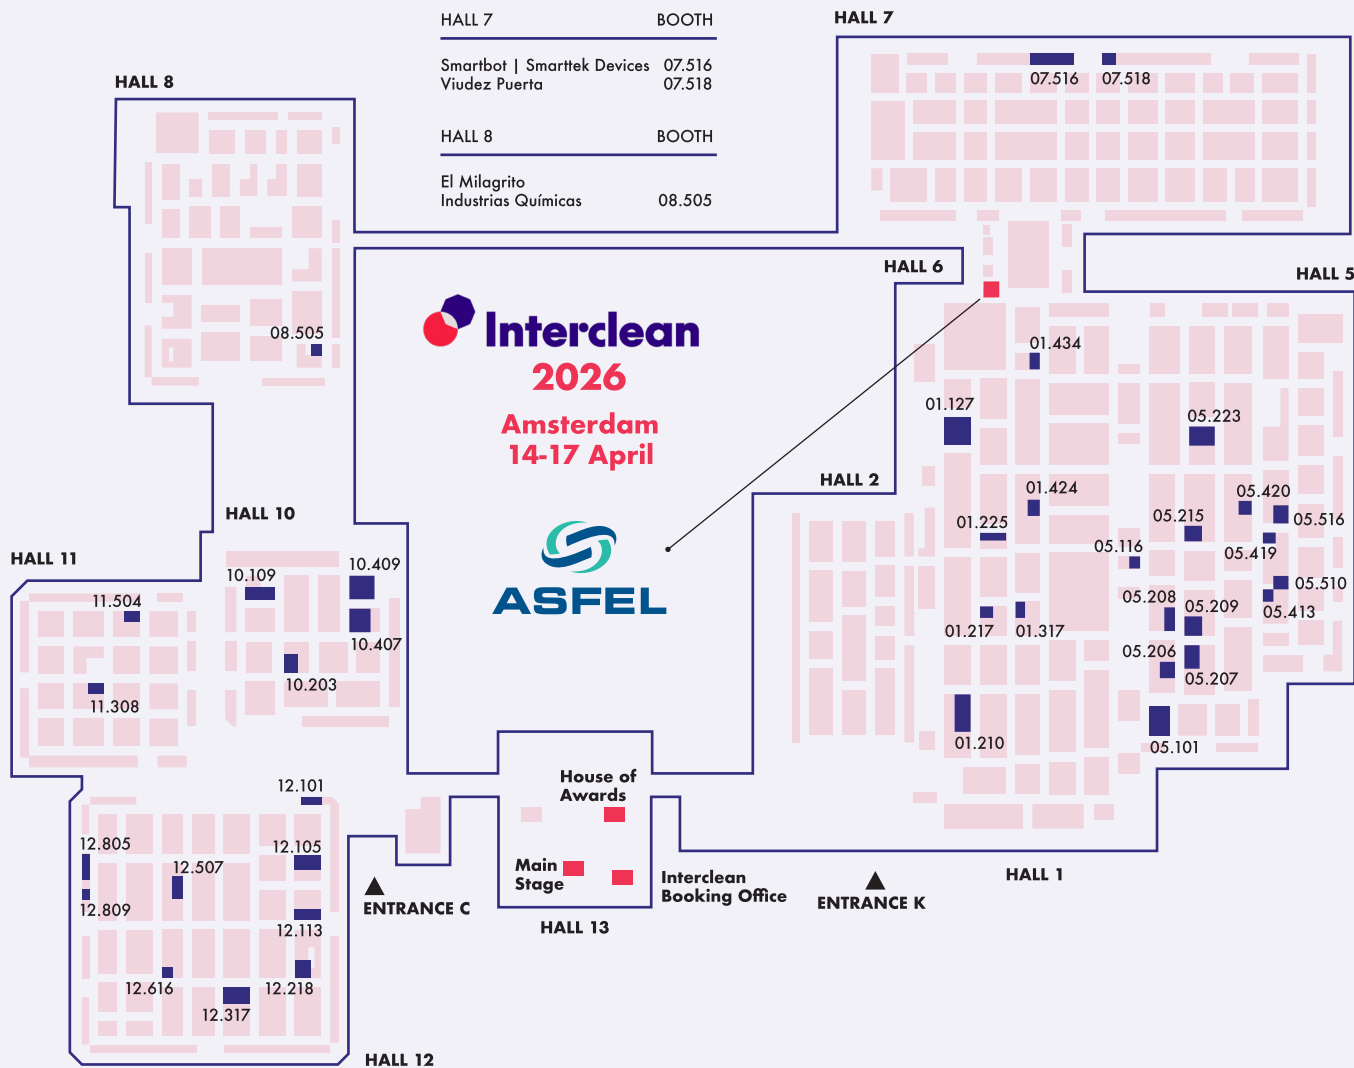 HALL 7 BOOTH
Smartbot | Smarttek Devices 07.516
Viudez Puerta 07.518
HALL 8 BOOTH
El Milagrito
Industrias Químicas 08.505
HALL 7
07.516 07.518
HALL 8
08.505
HALL 6
HALL 5
Interclean
2026
Amsterdam
14-17 April
ASFEL
01.434
01.127
05.223
HALL 2
01.424
01.225
05.420
05.516
05.215
05.419
05.116
05.510
05.413
05.208
05.209
01.217
01.317
05.206
05.207
01.210
05.101
HALL 10
10.109
10.409
10.407
10.203
HALL 11
11.504
11.308
12.101
12.805
12.507
12.105
12.809
12.113
12.616
12.218
12.317
HALL 12
ENTRANCE C
House of
Awards
Main
Stage
Interclean
Booking Office
HALL 13
ENTRANCE K
HALL 1